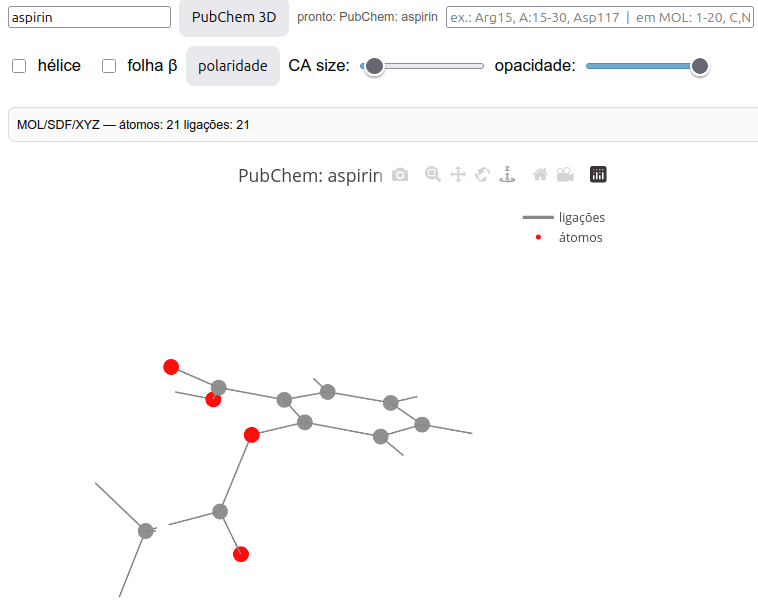 aspirin PubChem 3D pronto: PubChem: aspirin ex.: Arg15, A:15-30, Asp117 | em MOL: 1-20, C,N
hélice folha β polaridade CA size: opacidade:
MOL/SDF/XYZ — átomos: 21 ligações: 21
PubChem: aspirin
z
ligações
átomos